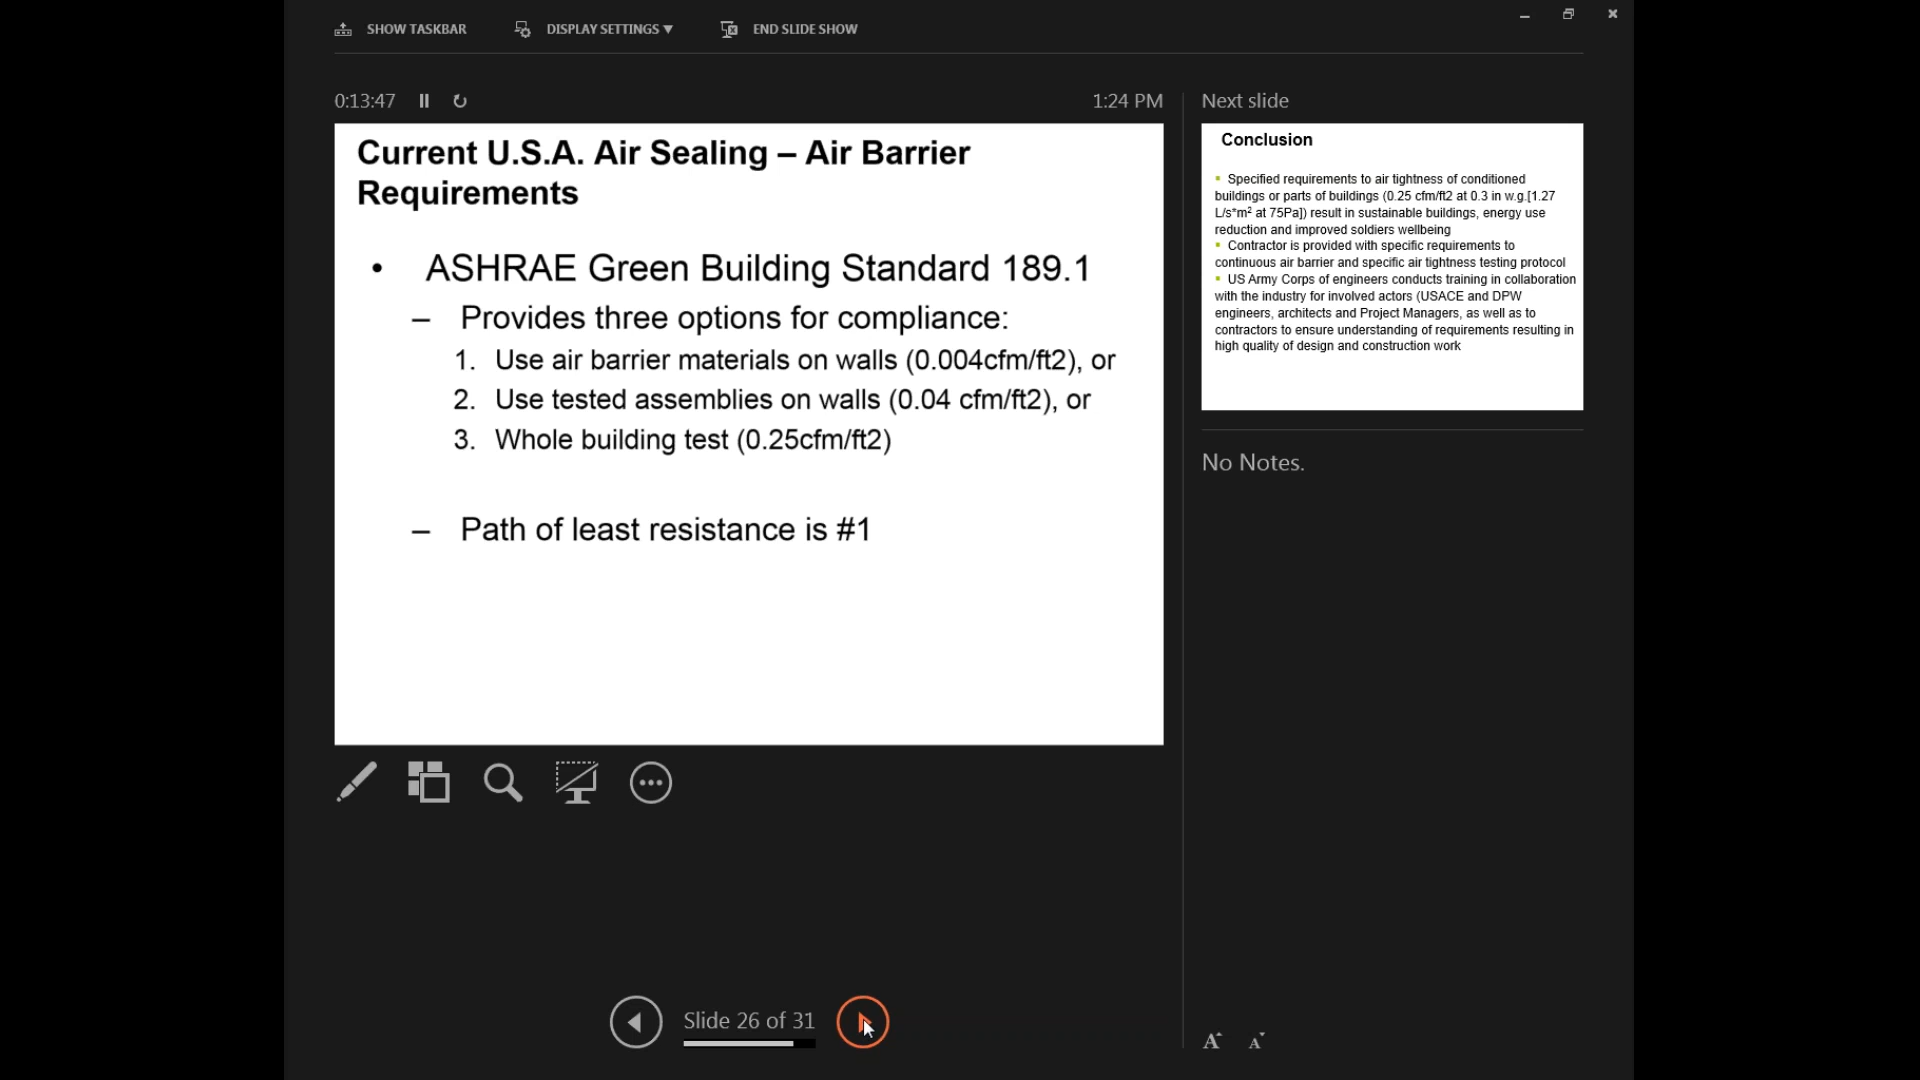 SHOW TASKBAR
DISPLAY SETTINGS ▼
END SLIDE SHOW
0:13:47
1:24 PM
Current U.S.A. Air Sealing – Air Barrier
Requirements
• ASHRAE Green Building Standard 189.1
– Provides three options for compliance:
1. Use air barrier materials on walls (0.004cfm/ft2), or
2. Use tested assemblies on walls (0.04 cfm/ft2), or
3. Whole building test (0.25cfm/ft2)
– Path of least resistance is #1
Slide 26 of 31
Next slide
Conclusion
▪ Specified requirements to air tightness of conditioned
buildings or parts of buildings (0.25 cfm/ft2 at 0.3 in w.g.[1.27
L/s*m² at 75Pa]) result in sustainable buildings, energy use
reduction and improved soldiers wellbeing
▪ Contractor is provided with specific requirements to
continuous air barrier and specific air tightness testing protocol
▪ US Army Corps of engineers conducts training in collaboration
with the industry for involved actors (USACE and DPW
engineers, architects and Project Managers, as well as to
contractors to ensure understanding of requirements resulting in
high quality of design and construction work
No Notes.
A A